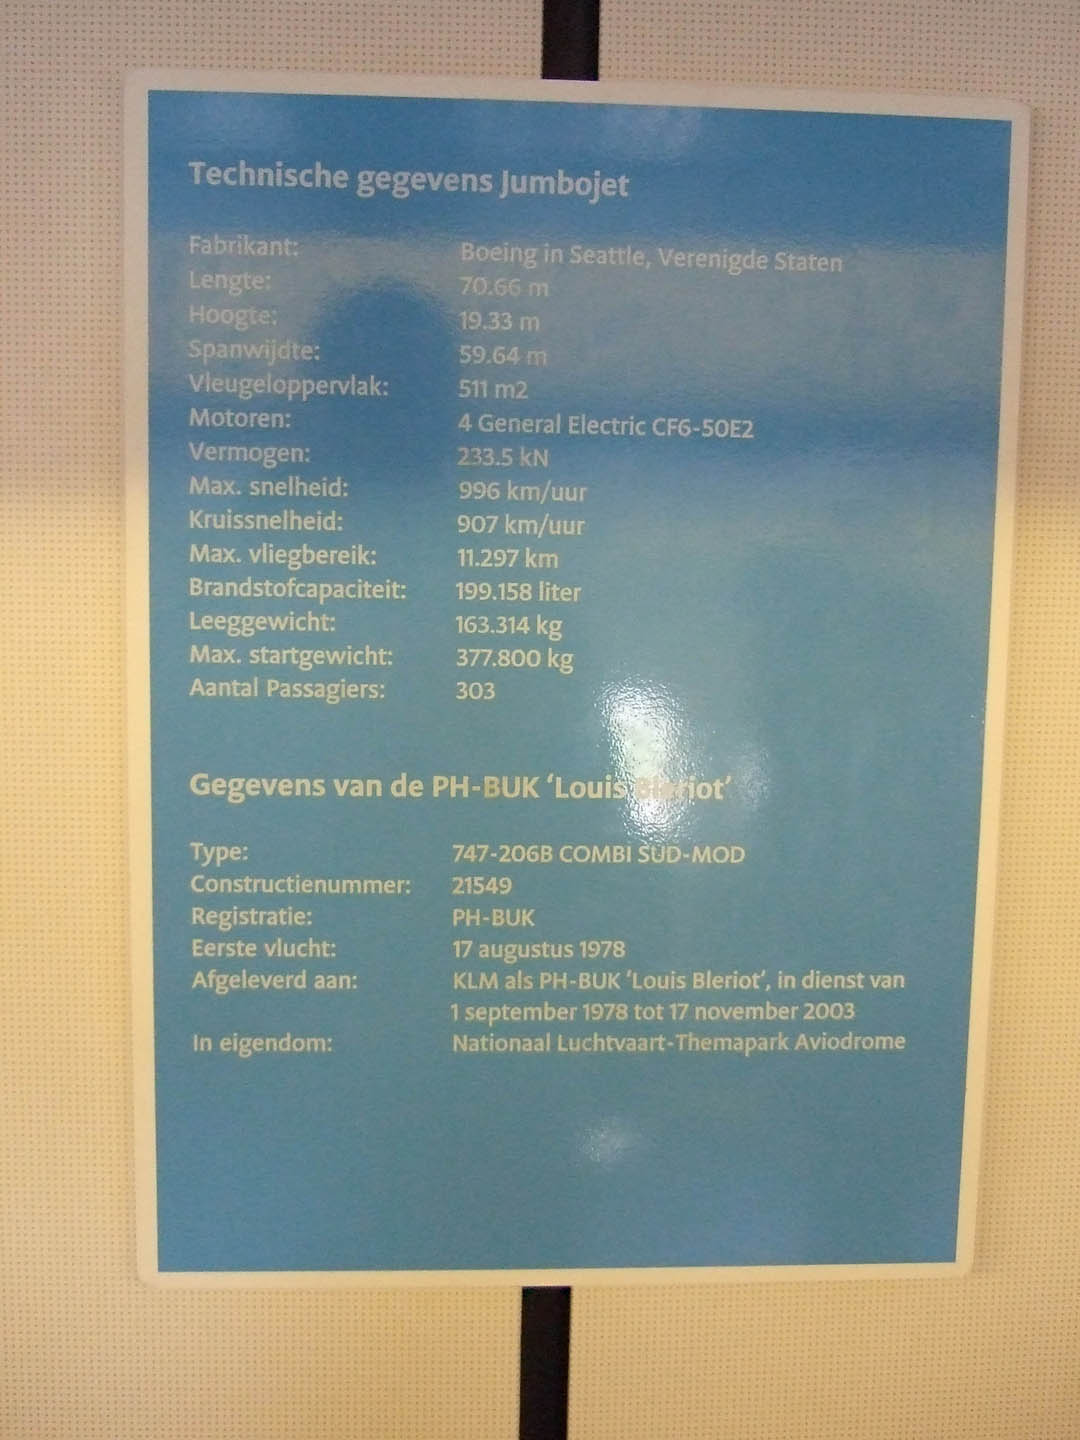 Technische gegevens Jumbojet
Fabrikant: Boeing in Seattle, Verenigde Staten
Lengte: 70.66 m
Hoogte: 19.33 m
Spanwijdte: 59.64 m
Vleugeloppervlak: 511 m2
Motoren: 4 General Electric CF6-50E2
Vermogen: 233.5 kN
Max. snelheid: 996 km/uur
Kruissnelheid: 907 km/uur
Max. vliegbereik: 11.297 km
Brandstofcapaciteit: 199.158 liter
Leeggewicht: 163.314 kg
Max. startgewicht: 377.800 kg
Aantal Passagiers: 303
Gegevens van de PH-BUK ‘Louis Bleriot’
Type: 747-206B COMBI SUD-MOD
Constructienummer: 21549
Registratie: PH-BUK
Eerste vlucht: 17 augustus 1978
Afgeleverd aan: KLM als PH-BUK ‘Louis Bleriot’, in dienst van
1 september 1978 tot 17 november 2003
In eigendom: Nationaal Luchtvaart-Themapark Aviodrome